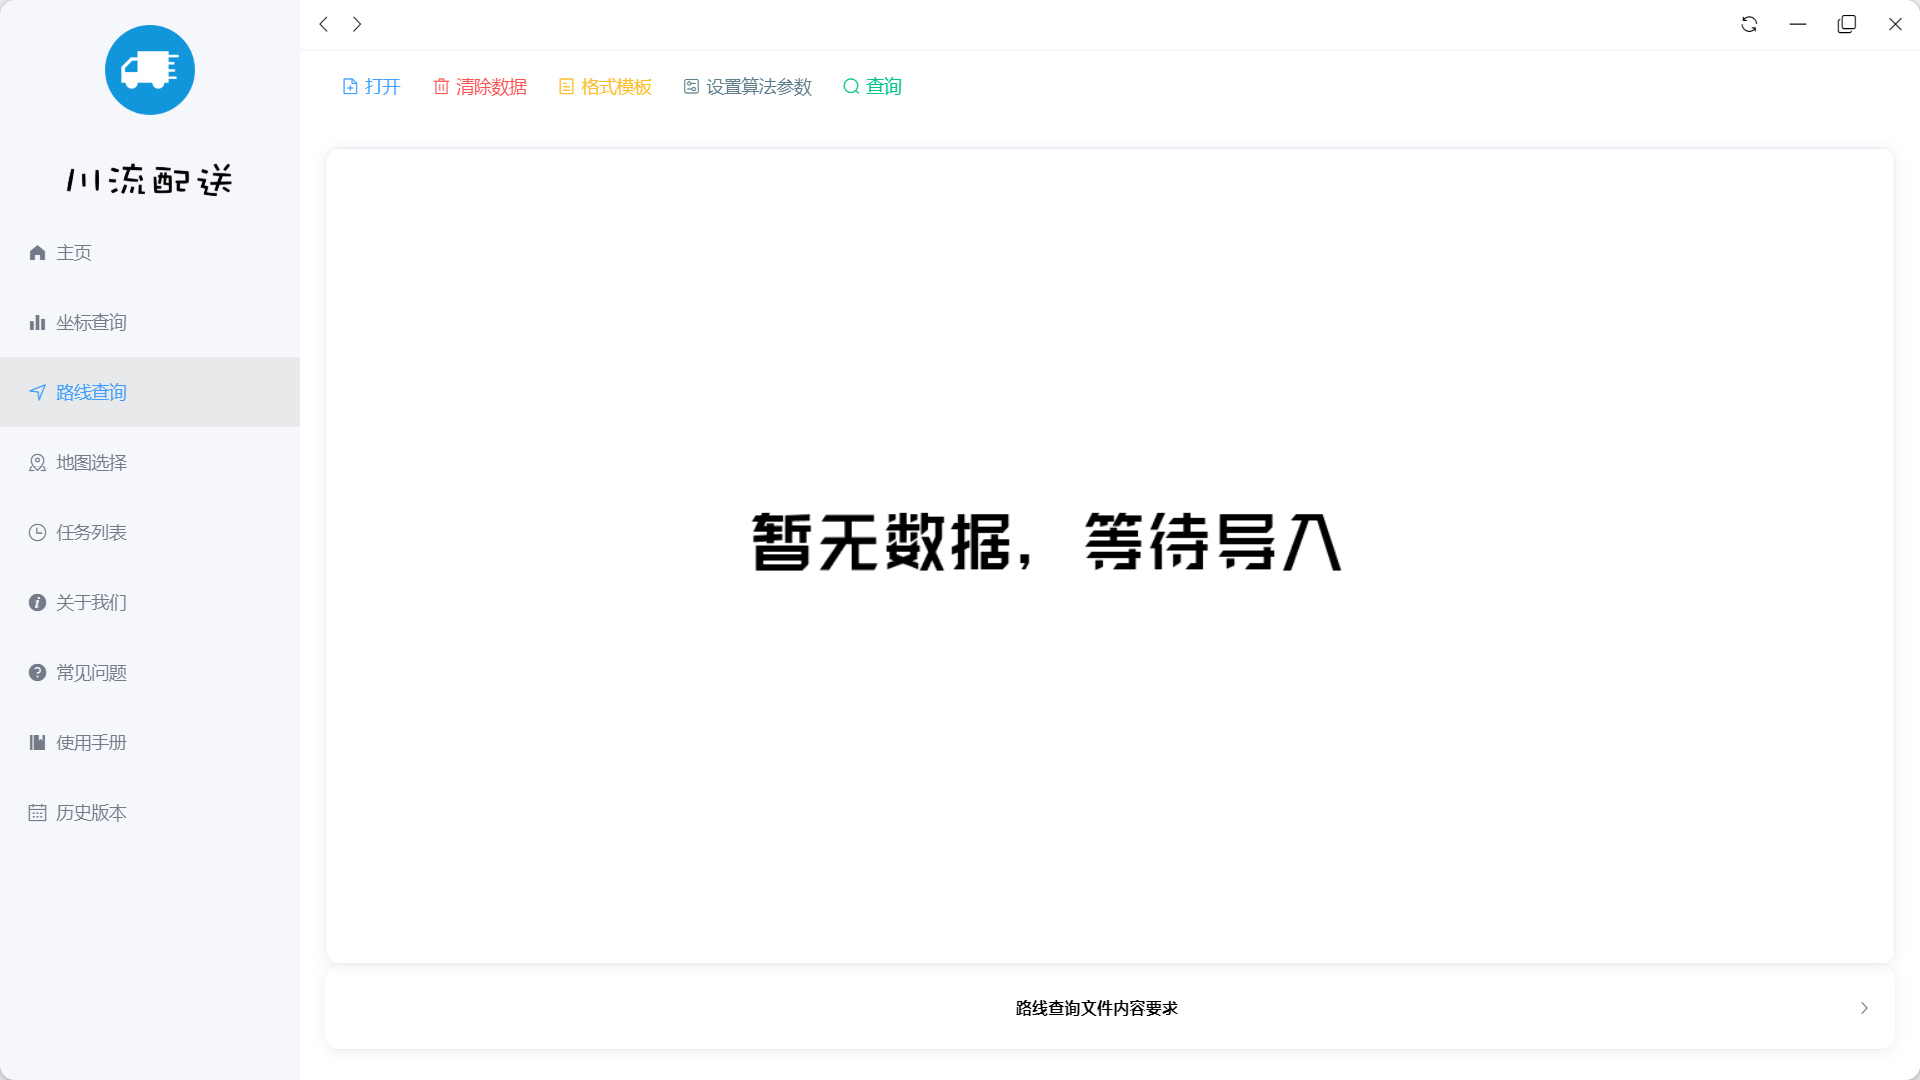 川流配送
主页
坐标查询
路线查询
地图选择
任务列表
关于我们
常见问题
使用手册
历史版本
打开 清除数据 格式模板 设置算法参数 查询
暂无数据，等待导入
路线查询文件内容要求